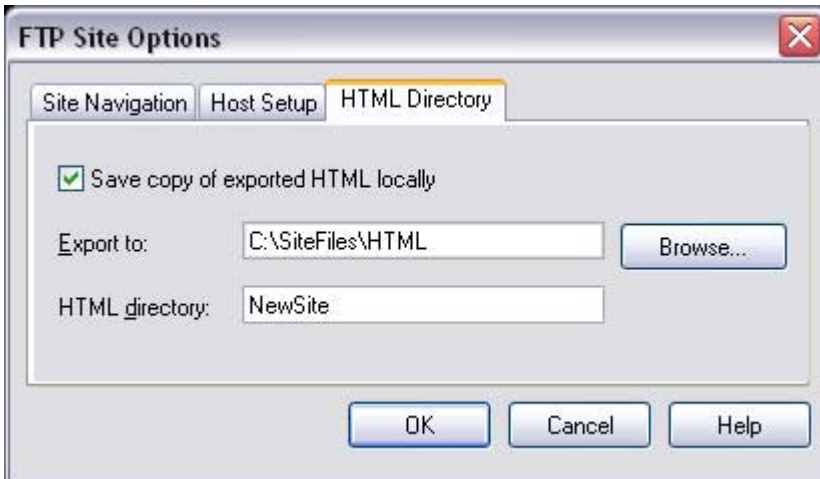 FTP Site Options
Site Navigation Host Setup HTML Directory
Save copy of exported HTML locally
Export to: C:\SiteFiles\HTML Browse...
HTML directory: NewSite
OK Cancel Help